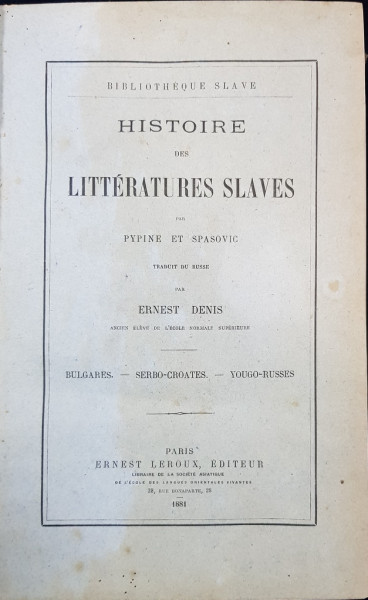 BIBLIOTHÈQUE SLAVE
HISTOIRE
DES
LITTÉRATURES SLAVES
PAR
PYPINE ET SPASOVIC
TRADUIT DU RUSSE
PAR
ERNEST DENIS
ANCIEN ÉLÈVE DE L'ÉCOLE NORMALE SUPÉRIEURE
BULGARES. — SERBO-CROATES. — YOUGO-RUSSES
PARIS
ERNEST LEROUX, ÉDITEUR
LIBRAIRE DE LA SOCIÉTÉ ASIATIQUE
DE L'ÉCOLE DES LANGUES ORIENTALES VIVANTES
28, RUE BONAPARTE, 28
1881